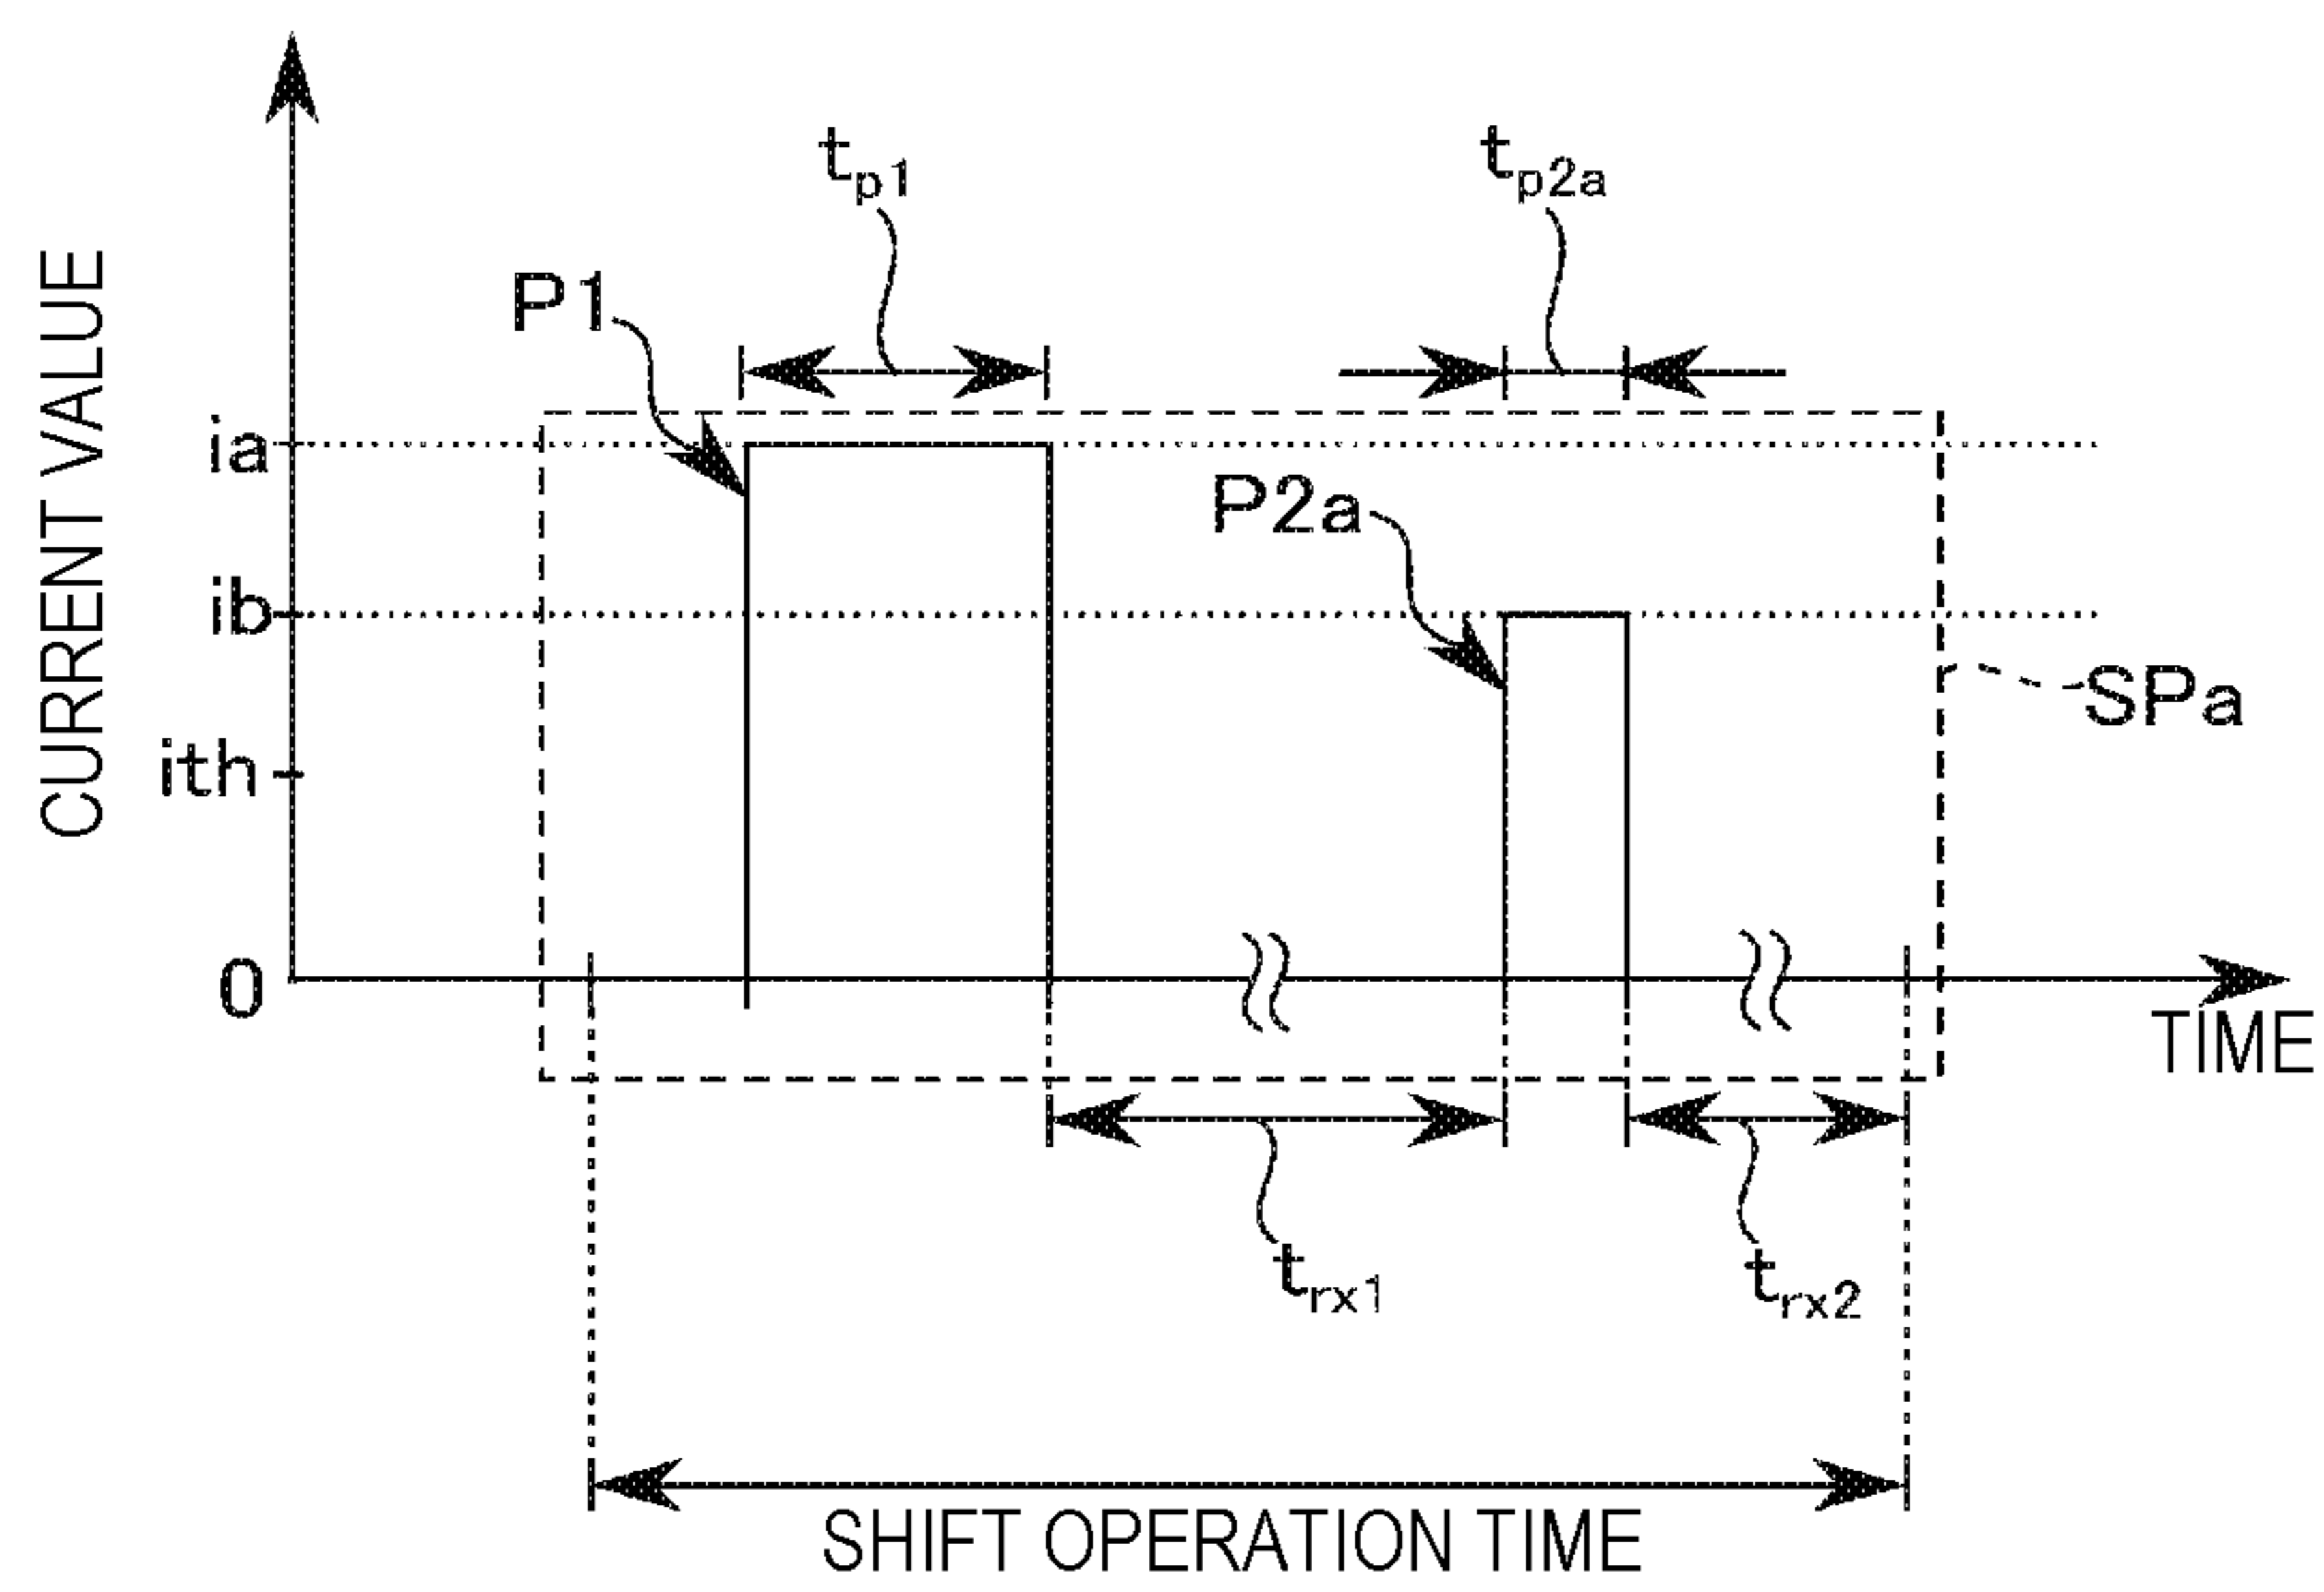 CURRENT VALUE
tp1
tp2a
P1
ia
P2a
ib
SPa
ith
0
TIME
trx1
trx2
SHIFT OPERATION TIME